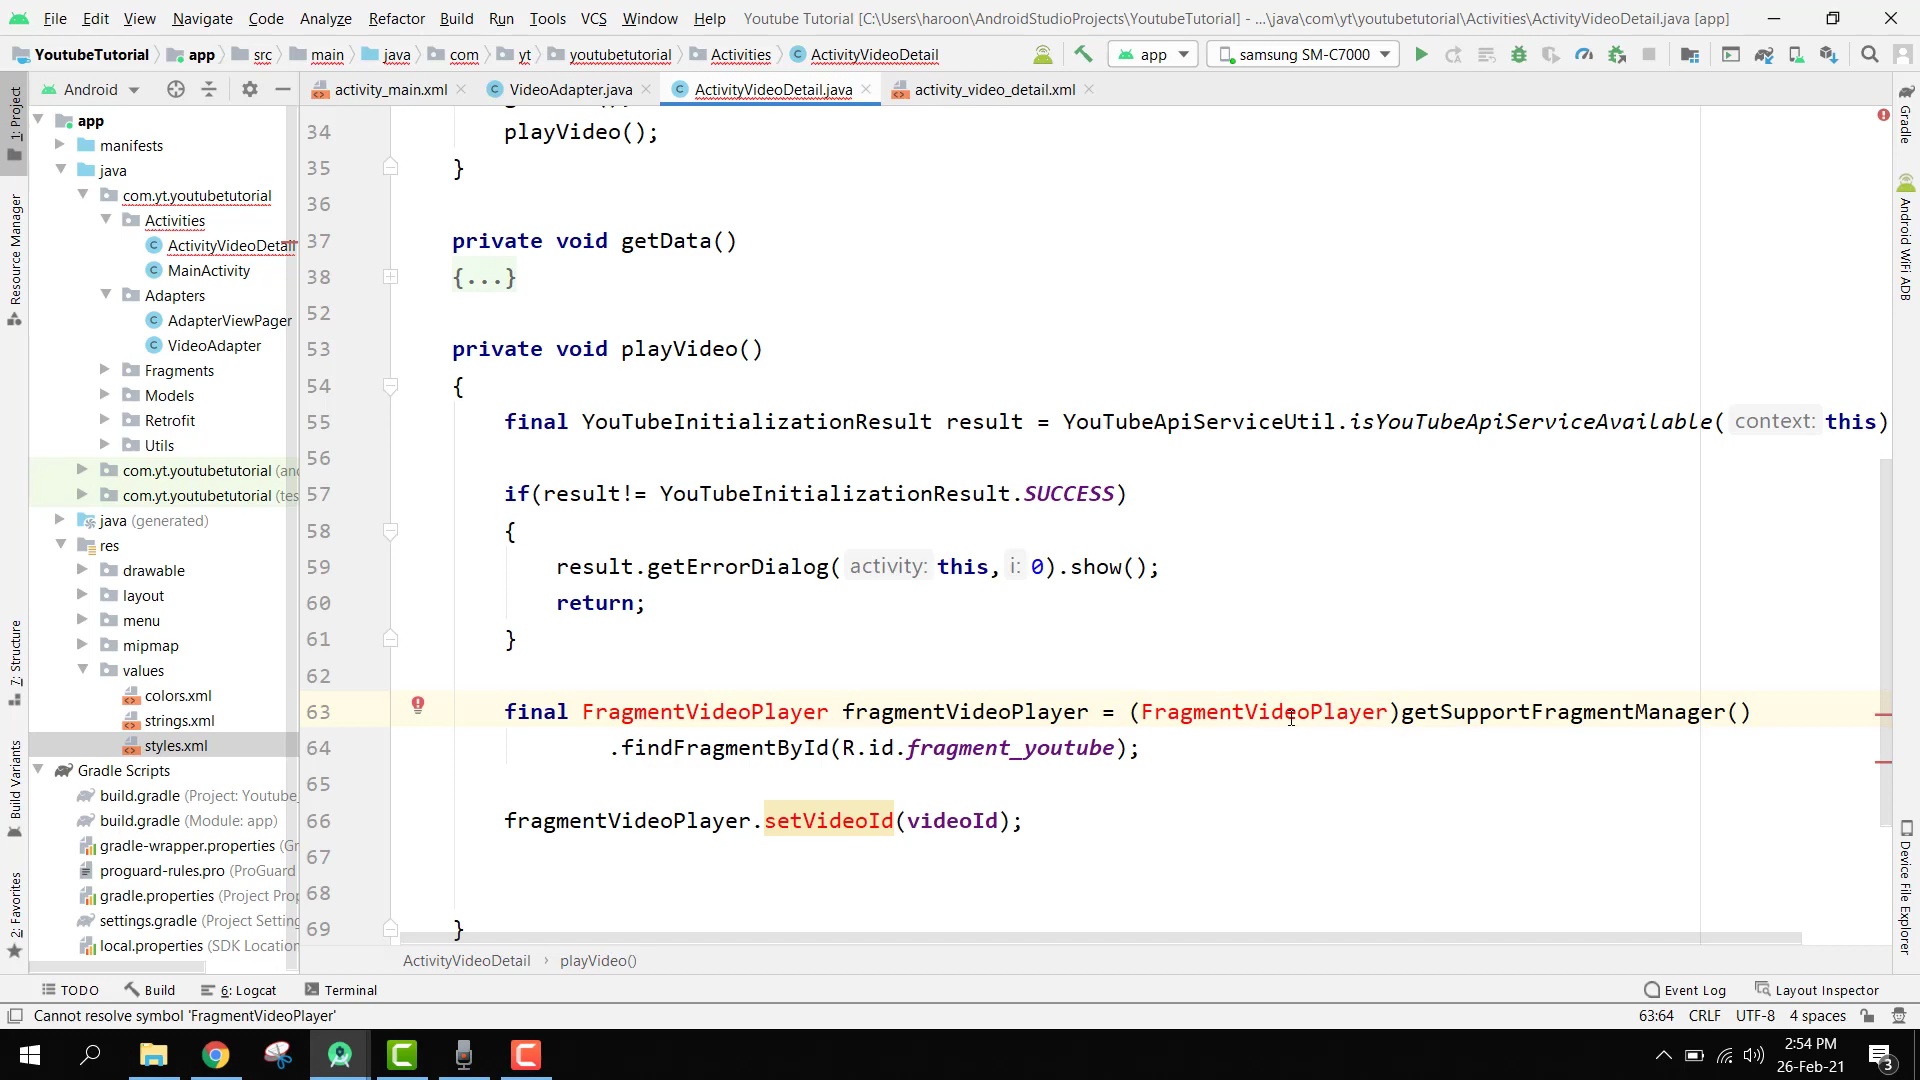 File Edit View Navigate Code Analyze Refactor Build Run Tools VCS Window Help Youtube Tutorial [C:\Users\haroon\AndroidStudioProjects\YoutubeTutorial] - ...\java\com\yt\youtubetutorial\Activities\ActivityVideoDetail.java [app]
YoutubeTutorial app src main java com yt youtubetutorial Activities ActivityVideoDetail app samsung SM-C7000
Android activity_main.xml VideoAdapter.java ActivityVideoDetail.java activity_video_detail.xml
1: Project
Resource Manager
7: Structure
Build Variants
2: Favorites
app
manifests
java
com.yt.youtubetutorial
Activities
ActivityVideoDetail
MainActivity
Adapters
AdapterViewPager
VideoAdapter
Fragments
Models
Retrofit
Utils
com.yt.youtubetutorial (and
com.yt.youtubetutorial (tes
java (generated)
res
drawable
layout
menu
mipmap
values
colors.xml
strings.xml
styles.xml
Gradle Scripts
build.gradle (Project: Youtube_
build.gradle (Module: app)
gradle-wrapper.properties (Gr
proguard-rules.pro (ProGuard
gradle.properties (Project Prop
settings.gradle (Project Setting
local.properties (SDK Location
34 playVideo();
35 }
36
37 private void getData()
38 {...}
52
53 private void playVideo()
54 {
55 final YouTubeInitializationResult result = YouTubeApiServiceUtil.isYouTubeApiServiceAvailable( context: this)
56
57 if(result!= YouTubeInitializationResult.SUCCESS)
58 {
59 result.getErrorDialog( activity: this, i: 0).show();
60 return;
61 }
62
63 final FragmentVideoPlayer fragmentVideoPlayer = (FragmentVideoPlayer)getSupportFragmentManager()
64 .findFragmentById(R.id.fragment_youtube);
65
66 fragmentVideoPlayer.setVideoId(videoId);
67
68
69 }
Gradle
Android WiFi ADB
Device File Explorer
ActivityVideoDetail › playVideo()
TODO Build 6: Logcat Terminal Event Log Layout Inspector
Cannot resolve symbol 'FragmentVideoPlayer' 63:64 CRLF UTF-8 4 spaces
2:54 PM
26-Feb-21
3